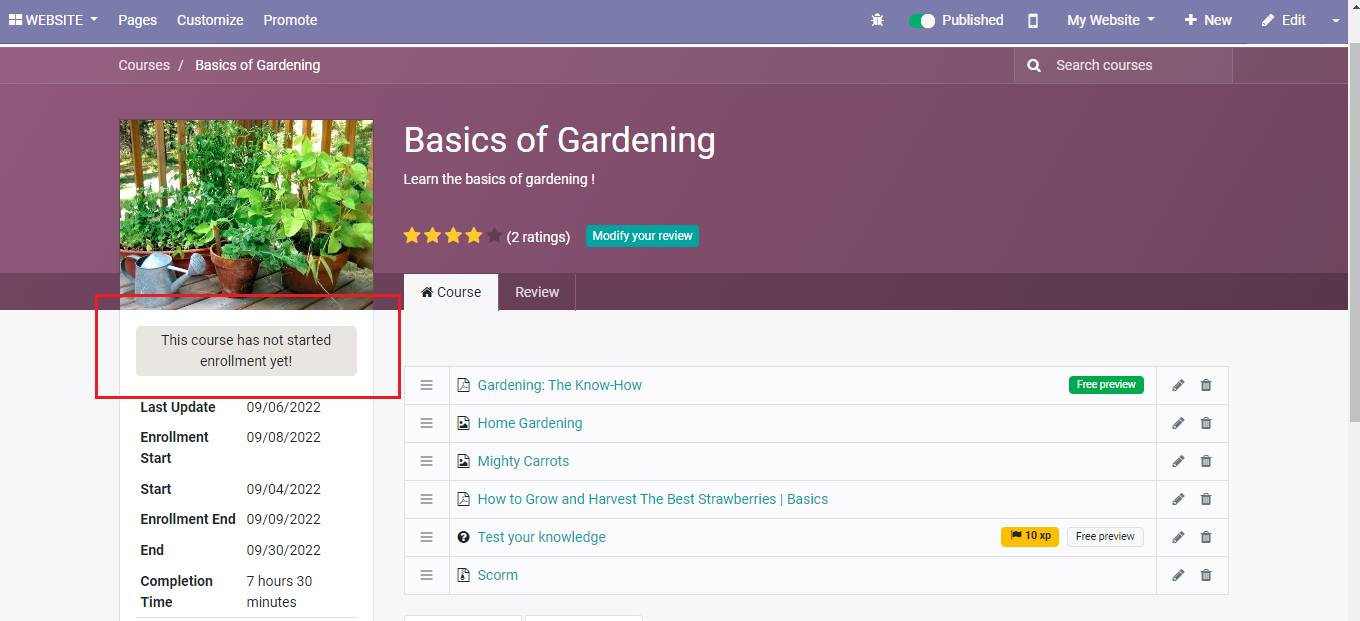 WEBSITE Pages Customize Promote Published My Website New Edit
Courses / Basics of Gardening Search courses
Basics of Gardening
Learn the basics of gardening !
(2 ratings) Modify your review
Course Review
This course has not started
enrollment yet!
Last Update 09/06/2022
Enrollment 09/08/2022
Start
Start 09/04/2022
Enrollment End 09/09/2022
End 09/30/2022
Completion 7 hours 30
Time minutes
Gardening: The Know-How Free preview
Home Gardening
Mighty Carrots
How to Grow and Harvest The Best Strawberries | Basics
Test your knowledge 10 xp Free preview
Scorm